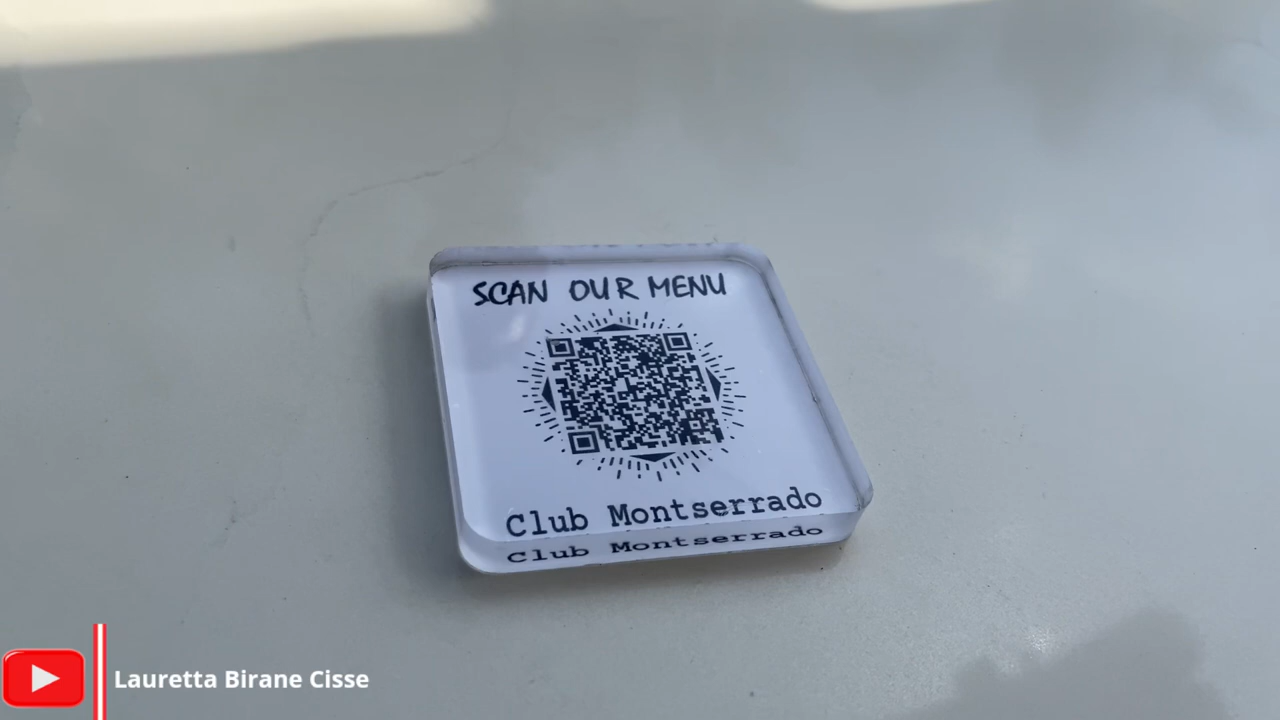 SCAN OUR MENU
Club Montserrado
Club Montserrado
Lauretta Birane Cisse